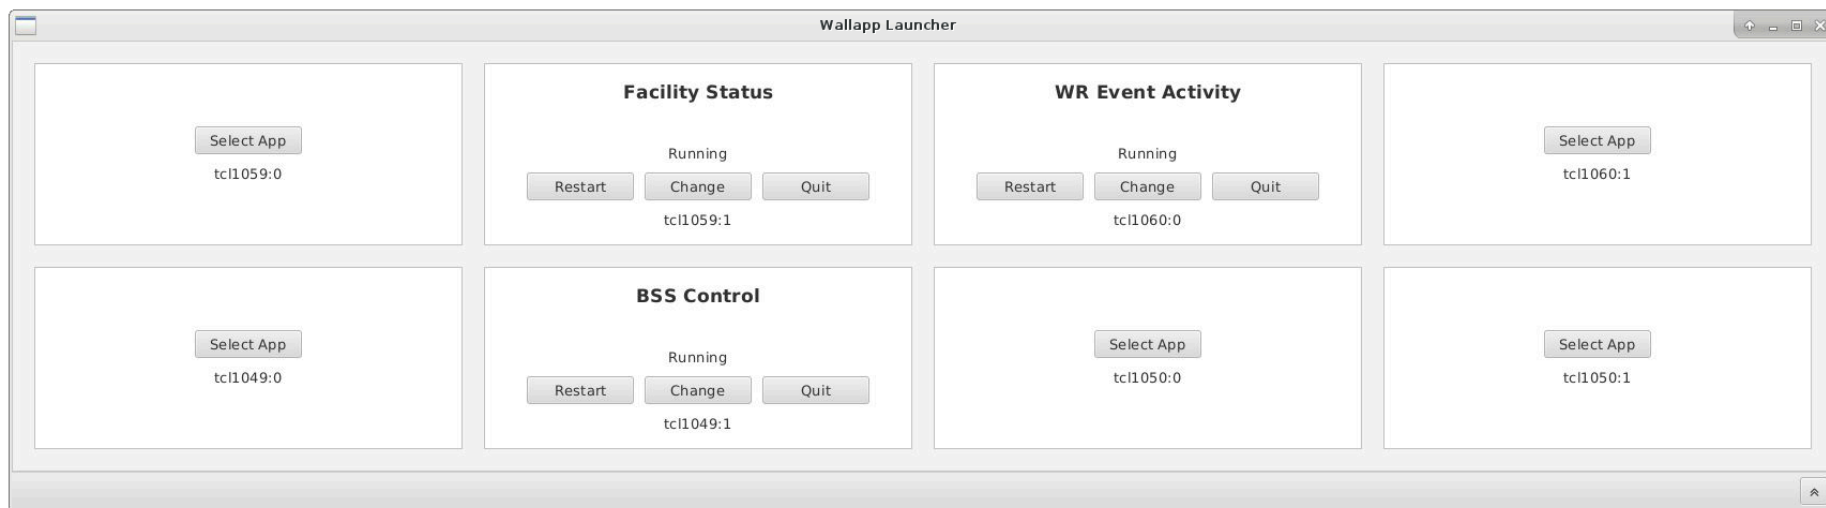 Wallapp Launcher
Select App
tcl1059:0
Facility Status
Running
Restart Change Quit
tcl1059:1
WR Event Activity
Running
Restart Change Quit
tcl1060:0
Select App
tcl1060:1
Select App
tcl1049:0
BSS Control
Running
Restart Change Quit
tcl1049:1
Select App
tcl1050:0
Select App
tcl1050:1